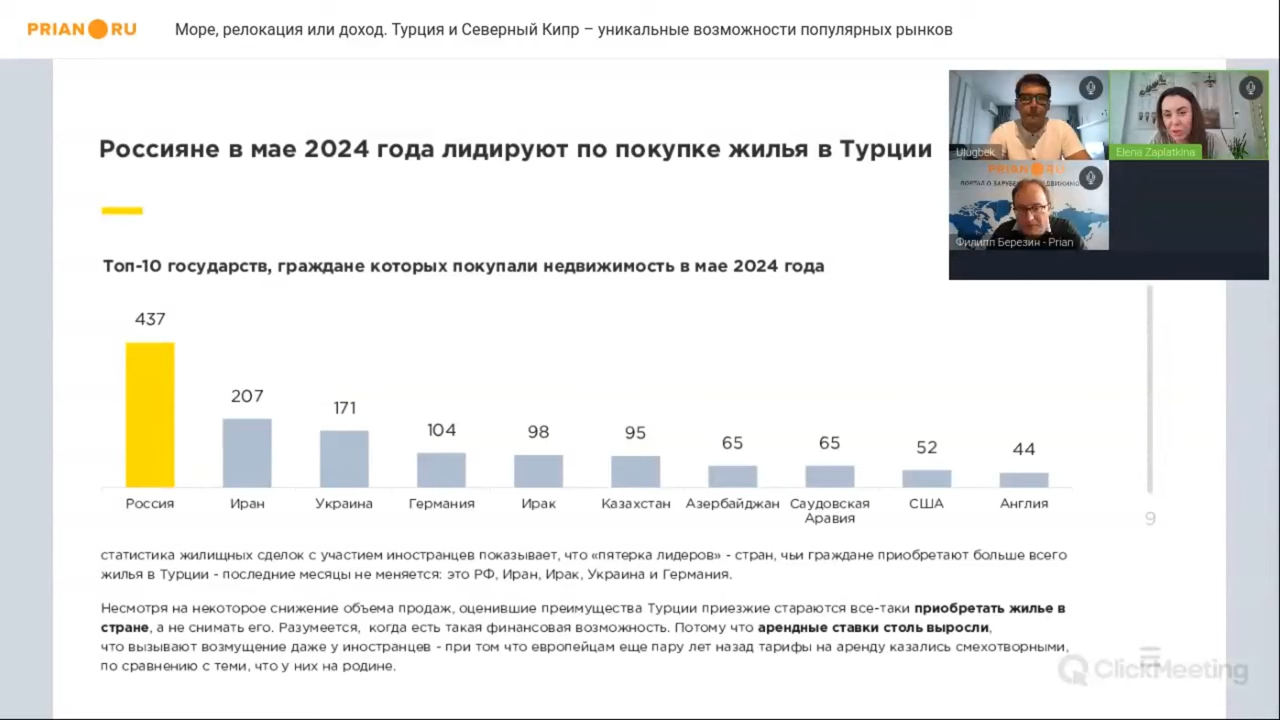 PRIAN RU
Море, релокация или доход. Турция и Северный Кипр – уникальные возможности популярных рынков
Россияне в мае 2024 года лидируют по покупке жилья в Турции
Ulugbek
Elena Zaplatkina
PRIAN RU
Филипп Березин - Prian
Топ-10 государств, граждане которых покупали недвижимость в мае 2024 года
437
207
171
104
98
95
65
65
52
44
Россия
Иран
Украина
Германия
Ирак
Казахстан
Азербайджан
Саудовская
Аравия
США
Англия
9
статистика жилищных сделок с участием иностранцев показывает, что «пятерка лидеров» - стран, чьи граждане приобретают больше всего
жилья в Турции - последние месяцы не меняется: это РФ, Иран, Ирак, Украина и Германия.
Несмотря на некоторое снижение объема продаж, оценившие преимущества Турции приезжие стараются все-таки приобретать жилье в
стране, а не снимать его. Разумеется, когда есть такая финансовая возможность. Потому что арендные ставки столь выросли,
что вызывают возмущение даже у иностранцев - при том что европейцам еще пару лет назад тарифы на аренду казались смехотворными,
по сравнению с теми, что у них на родине.
ClickMeeting